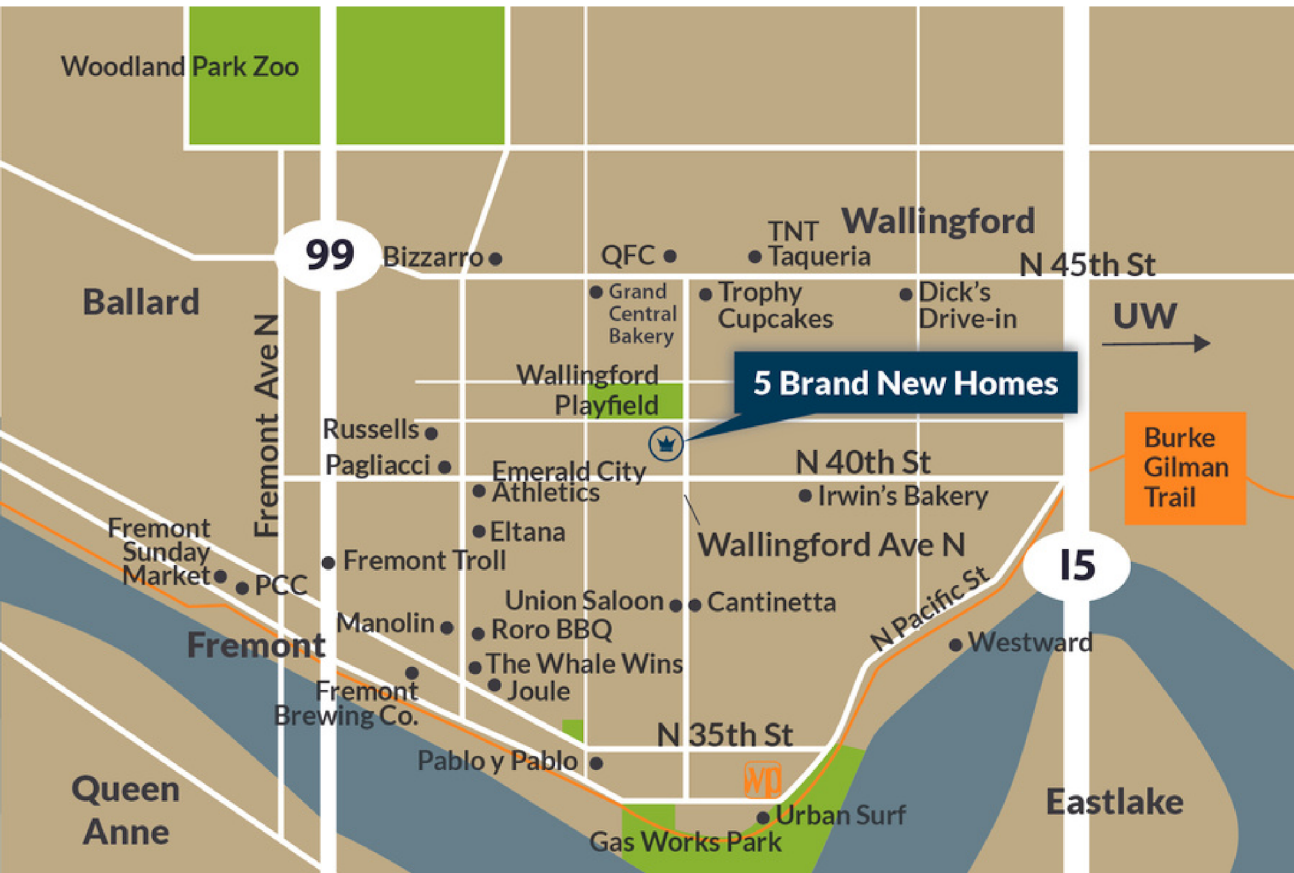 Woodland Park Zoo
Wallingford
TNT
Taqueria
99
Bizzarro
QFC
N 45th St
Ballard
Grand
Central
Bakery
Trophy
Cupcakes
Dick's
Drive-in
UW
Fremont Ave N
Wallingford
Playfield
5 Brand New Homes
Russells
Pagliacci
Emerald City
Athletics
N 40th St
Irwin's Bakery
Burke
Gilman
Trail
Eltana
Wallingford Ave N
Fremont
Sunday
Market
PCC
Fremont Troll
I5
Union Saloon
Cantinetta
N Pacific St
Manolin
Roro BBQ
Westward
Fremont
The Whale Wins
Joule
Fremont
Brewing Co.
N 35th St
Pablo y Pablo
wp
Queen
Anne
Urban Surf
Eastlake
Gas Works Park